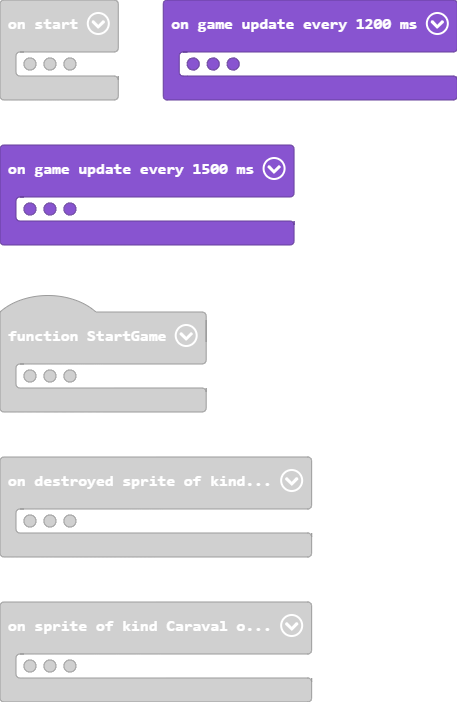 on start
on game update every 1200 ms
on game update every 1500 ms
function StartGame
on destroyed sprite of kind...
on sprite of kind Caraval o...